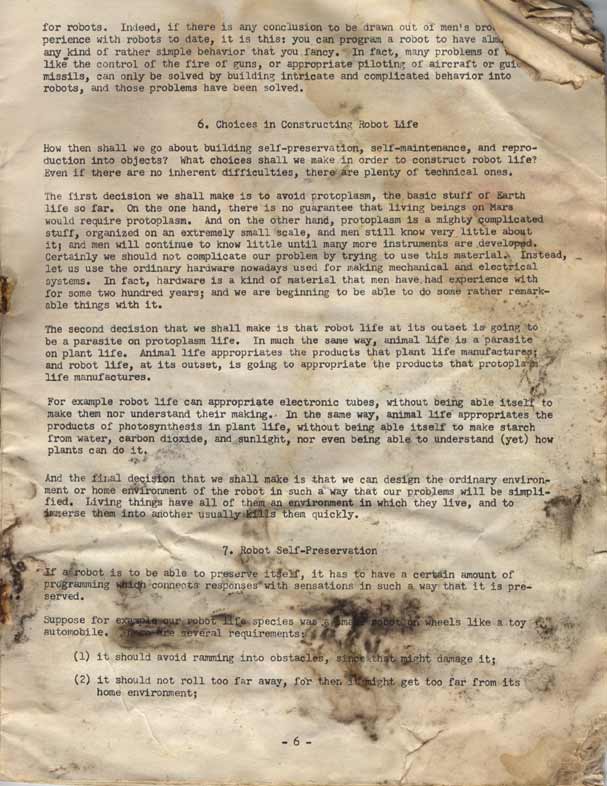 for robots. Indeed, if there is any conclusion to be drawn out of men's
perience with robots to date, it is this: you can program a robot to have
any kind of rather simple behavior that you fancy. In fact, many problems of
like the control of the fire of guns, or appropriate piloting of aircraft or
missils, can only be solved by building intricate and complicated behavior into
robots, and those problems have been solved.
6. Choices in Constructing Robot Life
How then shall we go about building self-preservation, self-maintenance, and repro-
duction into objects? What choices shall we make in order to construct robot life?
Even if there are no inherent difficulties, there are plenty of technical ones.
The first decision we shall make is to avoid protoplasm, the basic stuff of Earth
life so far. On the one hand, there is no guarantee that living beings on Mars
would require protoplasm. And on the other hand, protoplasm is a mighty complicated
stuff, organized on an extremely small scale, and men still know very little about
it; and men will continue to know little until many more instruments are developed.
Certainly we should not complicate our problem by trying to use this material. Instead,
let us use the ordinary hardware nowadays used for making mechanical and electrical
systems. In fact, hardware is a kind of material that men have had experience with
for some two hundred years; and we are beginning to be able to do some rather remark-
able things with it.
The second decision that we shall make is that robot life at its outset is going to
be a parasite on protoplasm life. In much the same way, animal life is a parasite
on plant life. Animal life appropriates the products that plant life manufactures;
and robot life, at its outset, is going to appropriate the products that protoplasm
life manufactures.
For example robot life can appropriate electronic tubes, without being able itself to
make them nor understand their making. In the same way, animal life appropriates the
products of photosynthesis in plant life, without being able itself to make starch
from water, carbon dioxide, and sunlight, nor even being able to understand (yet) how
plants can do it.
And the final decision that we shall make is that we can design the ordinary environ-
ment or home environment of the robot in such a way that our problems will be simpli-
fied. Living things have all of them an environment in which they live, and to
immerse them into another usually kills them quickly.
7. Robot Self-Preservation
If a robot is to be able to preserve itself, it has to have a certain amount of
programming which connects responses with sensations in such a way that it is pre-
served.
Suppose for example our robot life species was a small robot on wheels like a toy
automobile. There are several requirements:
(1) it should avoid ramming into obstacles, since that might damage it;
(2) it should not roll too far away, for then it might get too far from its
home environment;
- 6 -